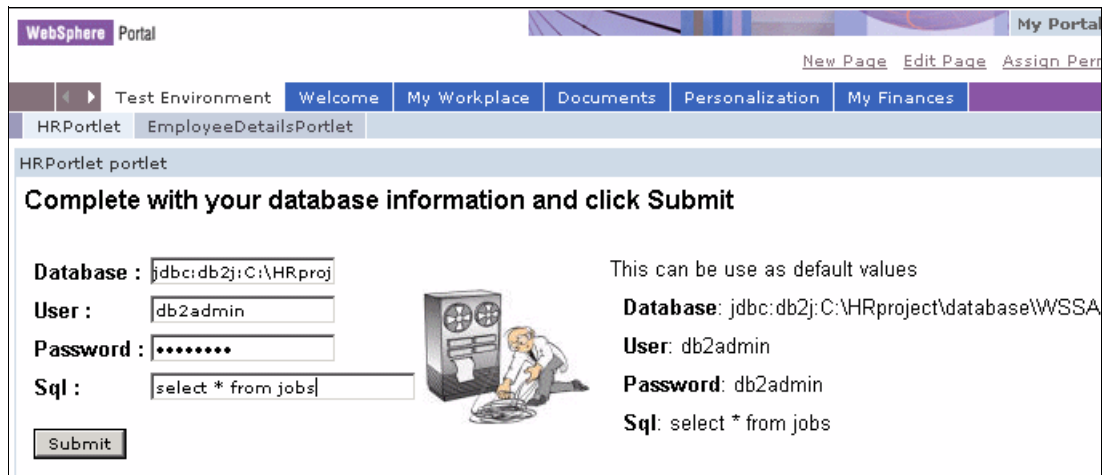 WebSphere Portal
My Portal
New Page Edit Page Assign Perr
Test Environment Welcome My Workplace Documents Personalization My Finances
HRPortlet EmployeeDetailsPortlet
HRPortlet portlet
Complete with your database information and click Submit
Database : jdbc:db2j:C:\HRproj
User : db2admin
Password : ••••••••
Sql : select * from jobs
Submit
This can be use as default values
Database: jdbc:db2j:C:\HRproject\database\WSSA
User: db2admin
Password: db2admin
Sql: select * from jobs